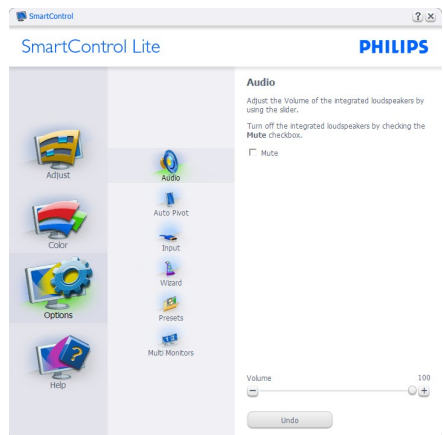 SmartControl
? ×
SmartControl Lite
PHILIPS
Adjust
Color
Options
Help
Audio
Auto Pivot
Input
Wizard
Presets
Multi Monitors
Audio
Adjust the Volume of the integrated loudspeakers by
using the slider.
Turn off the integrated loudspeakers by checking the
Mute checkbox.
Mute
Volume 100
Undo